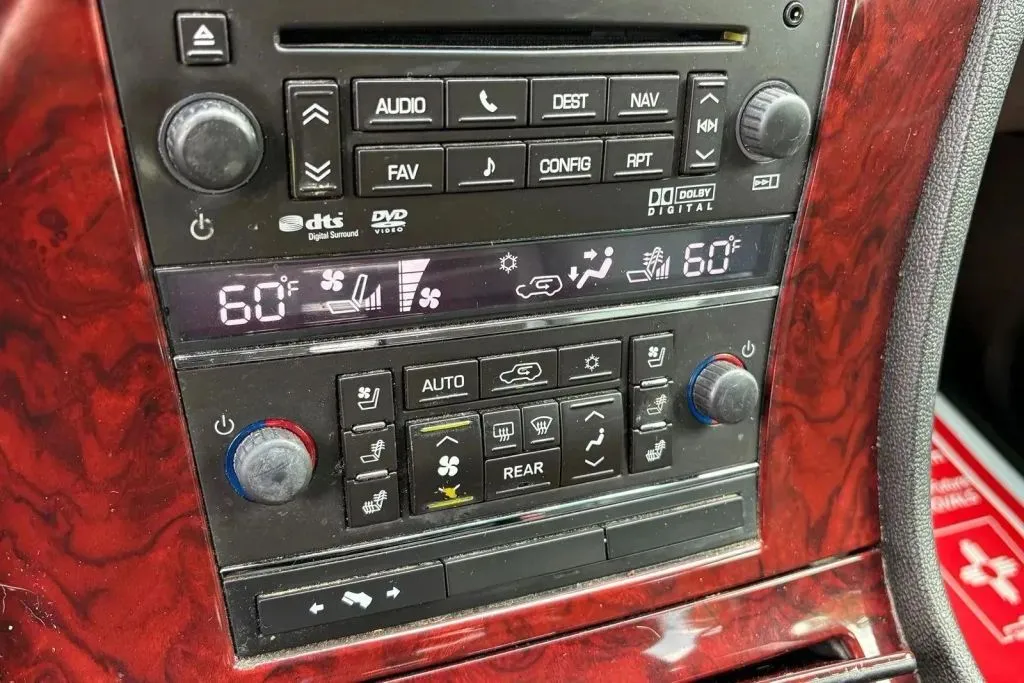 AUDIO DEST NAV
FAV CONFIG RPT
dts
Digital Surround
DVD
VIDEO
DOLBY
DIGITAL
60°F 60°F
AUTO
REAR